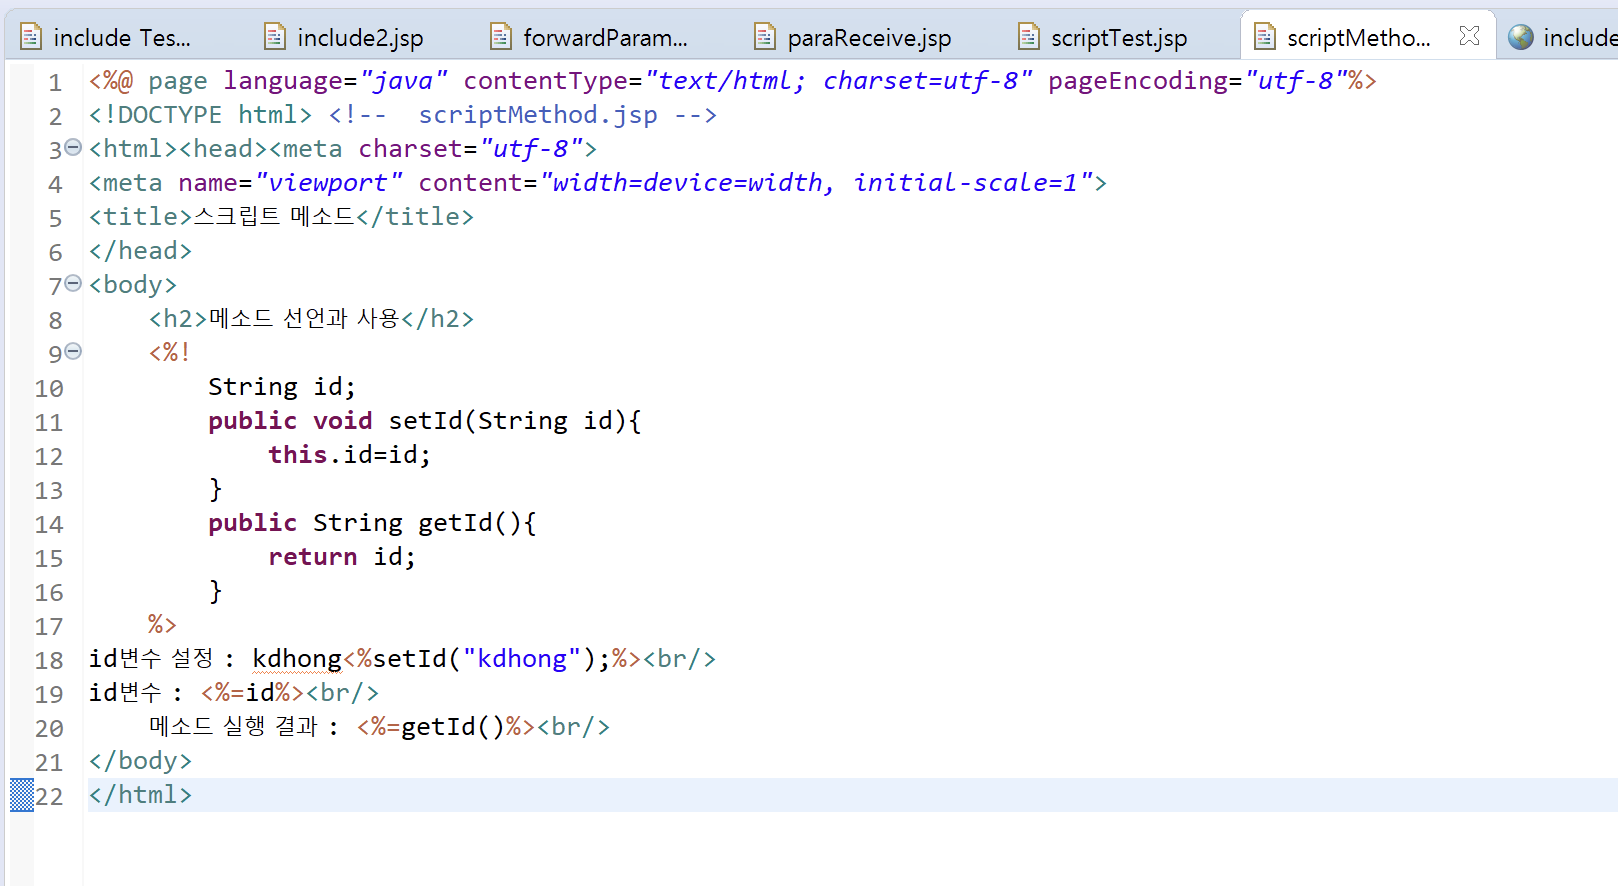 include Tes... include2.jsp forwardParam... paraReceive.jsp scriptTest.jsp scriptMetho... include
1 <%@ page language="java" contentType="text/html; charset=utf-8" pageEncoding="utf-8"%>
2 <!DOCTYPE html> <!--  scriptMethod.jsp -->
3 <html><head><meta charset="utf-8">
4 <meta name="viewport" content="width=device=width, initial-scale=1">
5 <title>스크립트 메소드</title>
6 </head>
7 <body>
8     <h2>메소드 선언과 사용</h2>
9     <%!
10         String id;
11         public void setId(String id){
12             this.id=id;
13         }
14         public String getId(){
15             return id;
16         }
17     %>
18 id변수 설정 : kdhong<%setId("kdhong");%><br/>
19 id변수 : <%=id%><br/>
20     메소드 실행 결과 : <%=getId()%><br/>
21 </body>
22 </html>